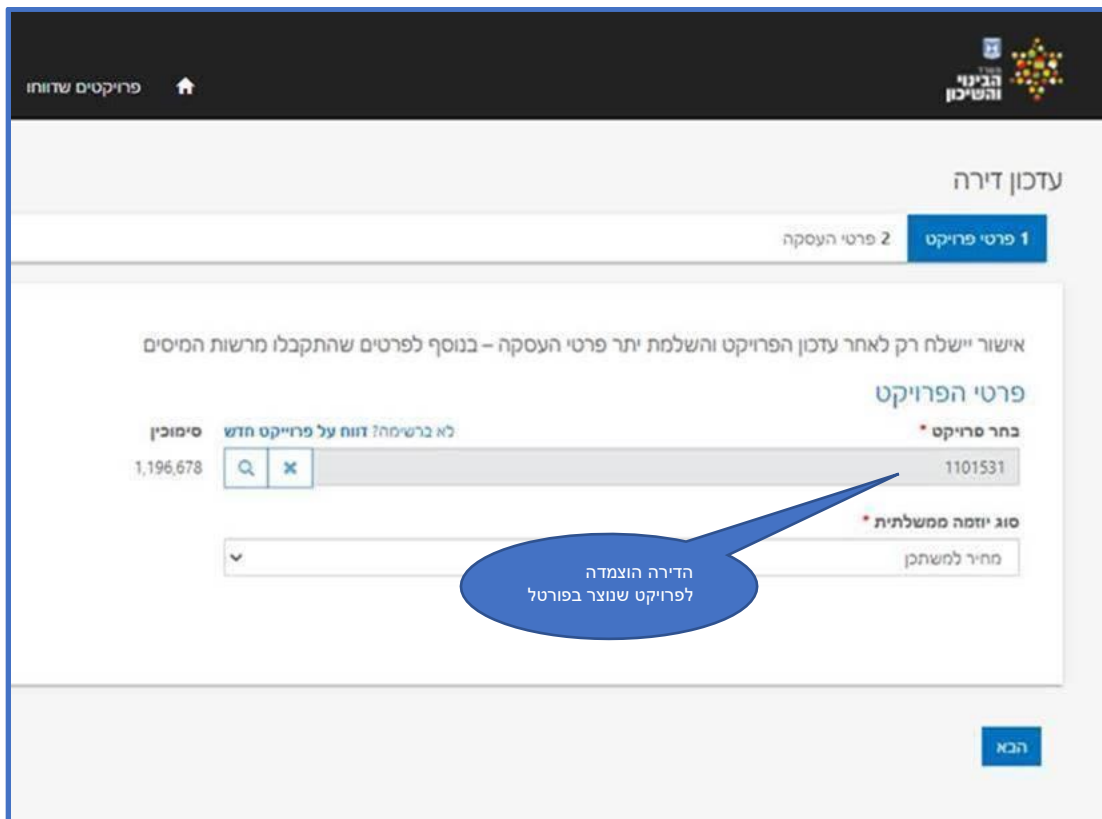 משרד
הבינוי
והשיכון
פרויקטים שדווחו
עדכון דירה
1 פרטי פרויקט
2 פרטי העסקה
אישור יישלח רק לאחר עדכון הפרויקט והשלמת יתר פרטי העסקה – בנוסף לפרטים שהתקבלו מרשות המיסים
פרטי הפרויקט
בחר פרויקט *
לא ברשימה? דווח על פרוייקט חדש
סימוכין
1101531
1,196,678
סוג יוזמה ממשלתית *
מחיר למשתכן
הדירה הוצמדה
לפרויקט שנוצר בפורטל
הבא